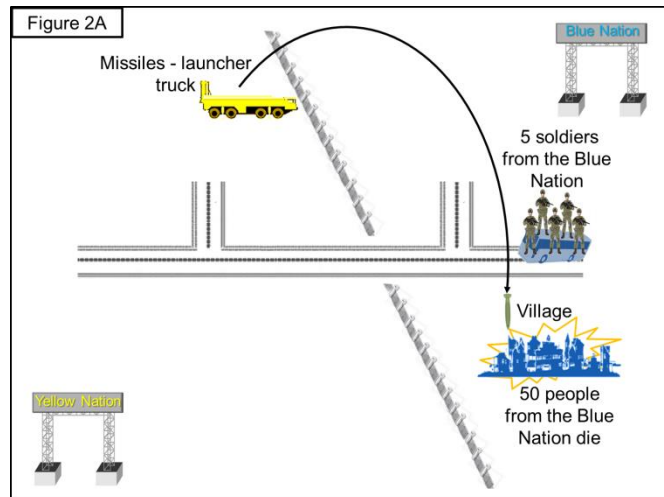 Figure 2A
Blue Nation
Missiles - launcher
truck
5 soldiers
from the Blue
Nation
Village
50 people
from the Blue
Nation die
Yellow Nation